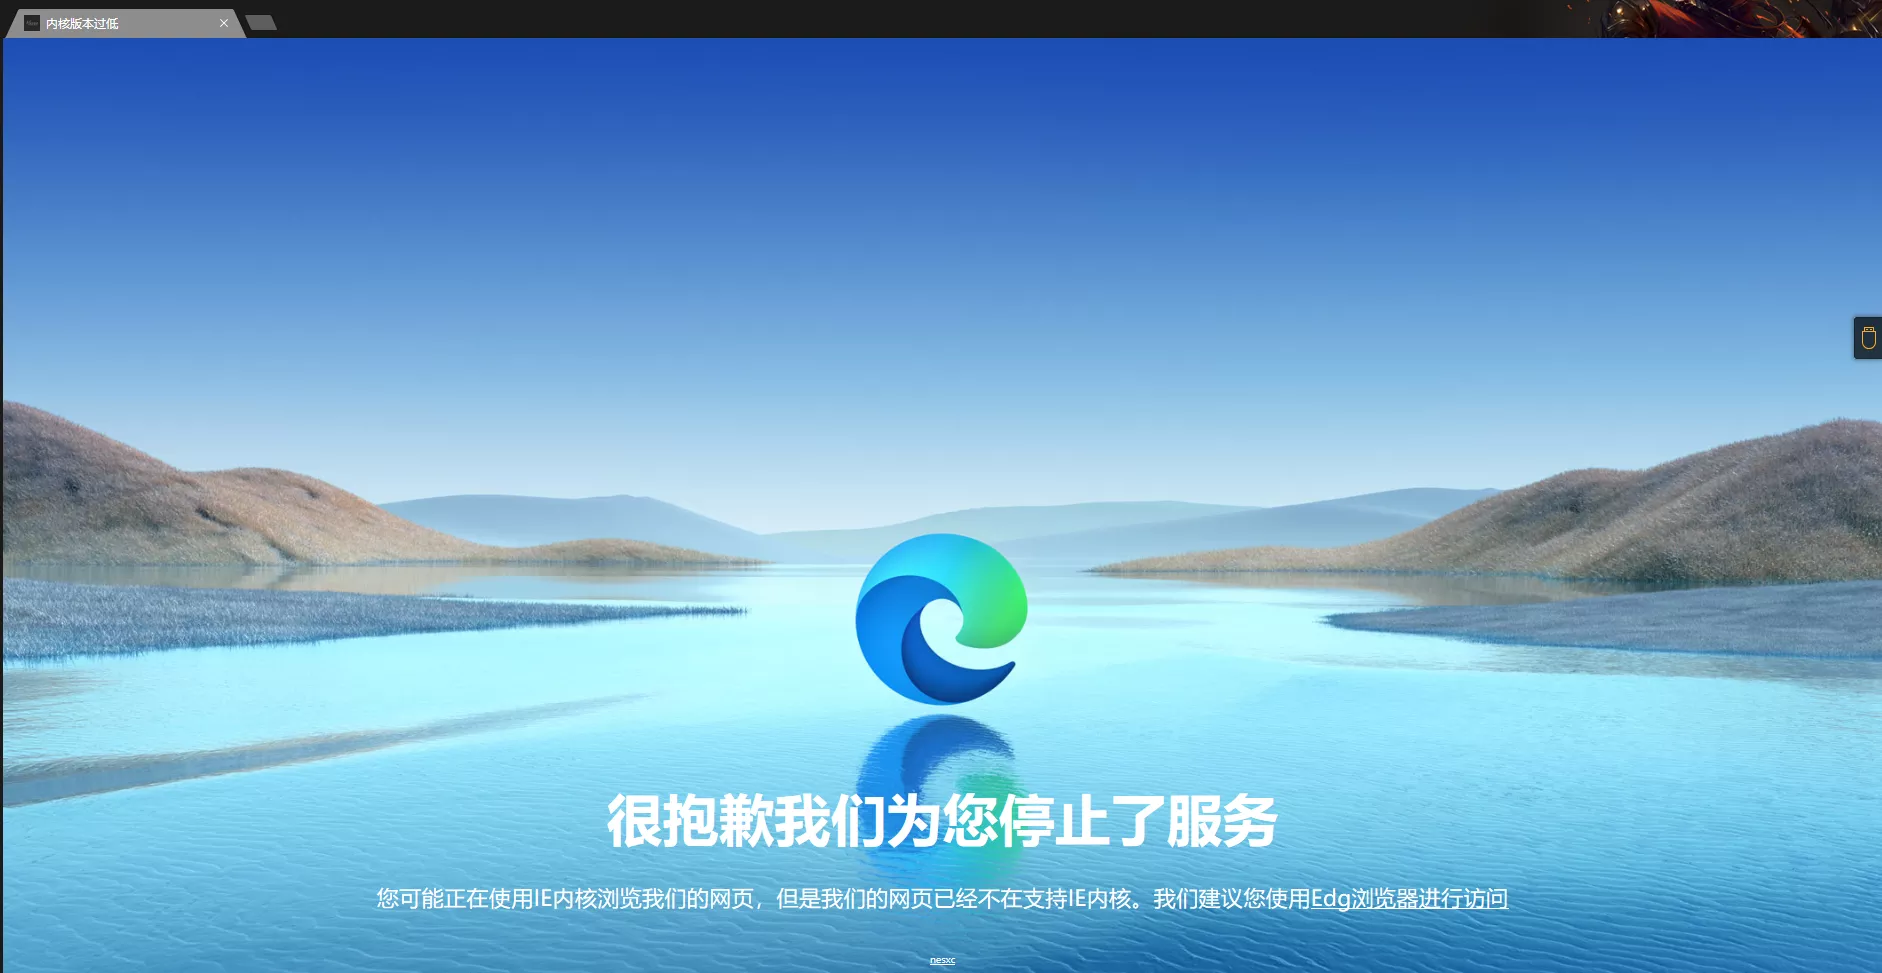 内核版本过低
很抱歉我们为您停止了服务
您可能正在使用IE内核浏览我们的网页，但是我们的网页已经不在支持IE内核。我们建议您使用Edg浏览器进行访问
nesxc